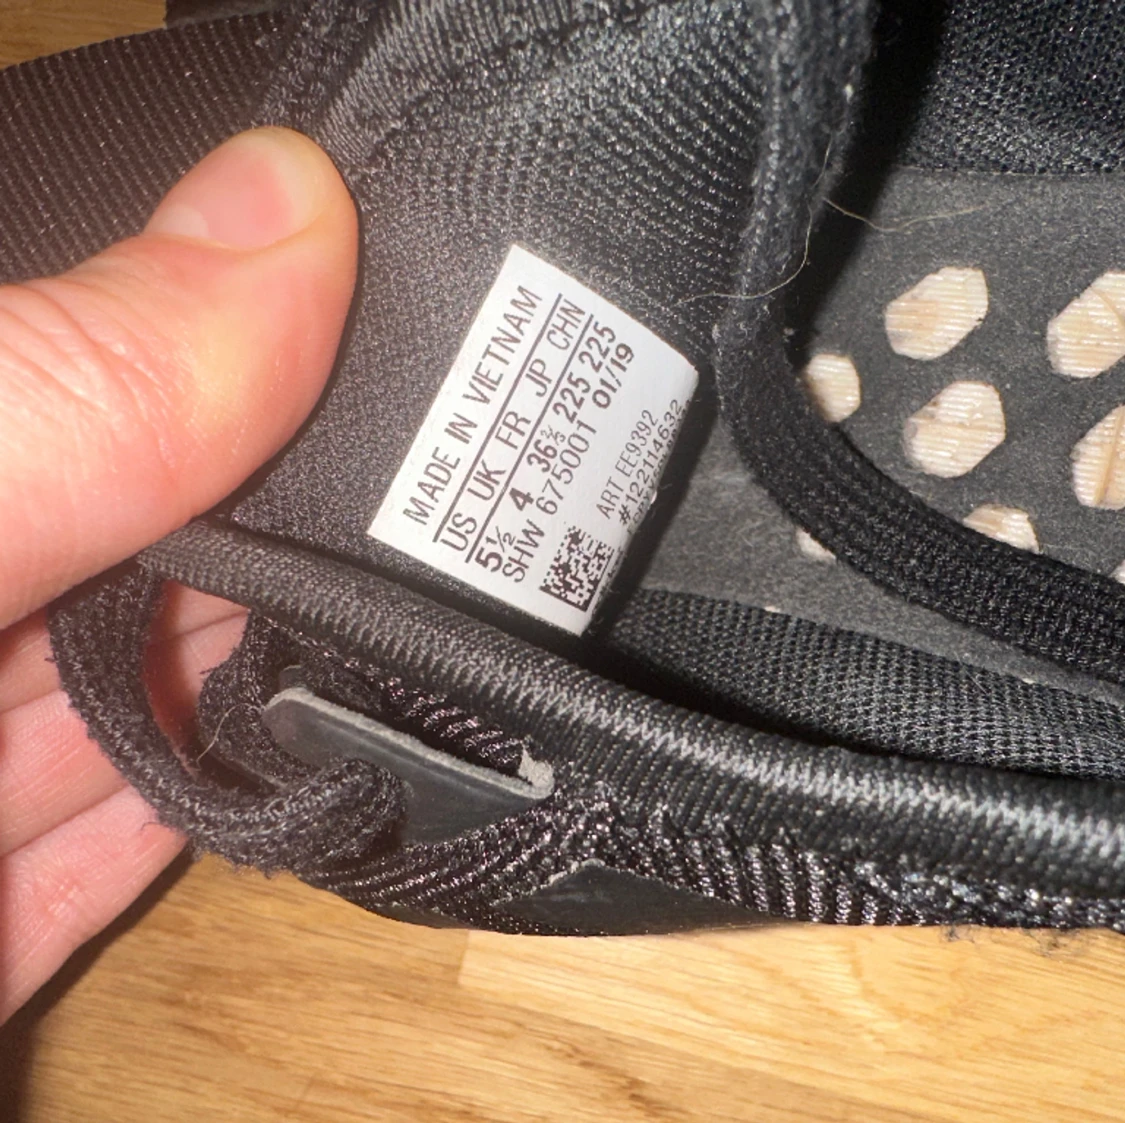 MADE IN VIETNAM
US UK FR JP CHN
5½ 4 36⅔ 225 225
SHW 675001 01/19
ART EE9392
#122114632